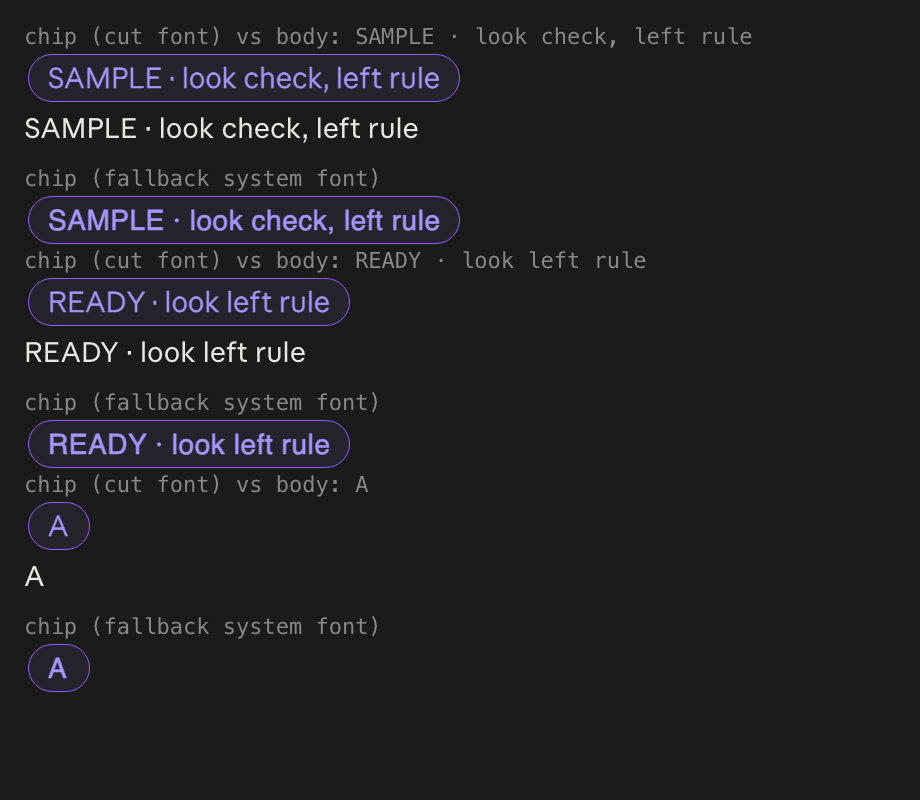 chip (cut font) vs body: SAMPLE · look check, left rule
SAMPLE · look check, left rule
SAMPLE · look check, left rule
chip (fallback system font)
SAMPLE · look check, left rule
chip (cut font) vs body: READY · look left rule
READY · look left rule
READY · look left rule
chip (fallback system font)
READY · look left rule
chip (cut font) vs body: A
A
A
chip (fallback system font)
A